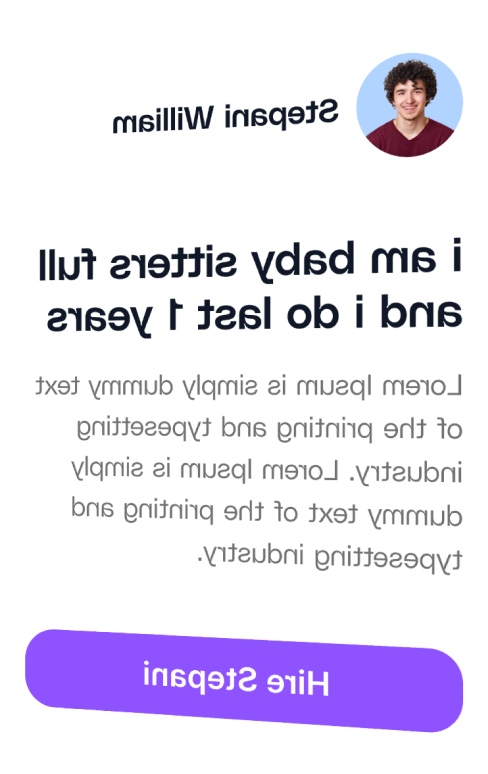 Stepani William
i am baby sitters full
and i do last 1 years
Lorem Ipsum is simply dummy text
of the printing and typesetting
industry. Lorem Ipsum is simply
dummy text of the printing and
typesetting industry.
Hire Stepani